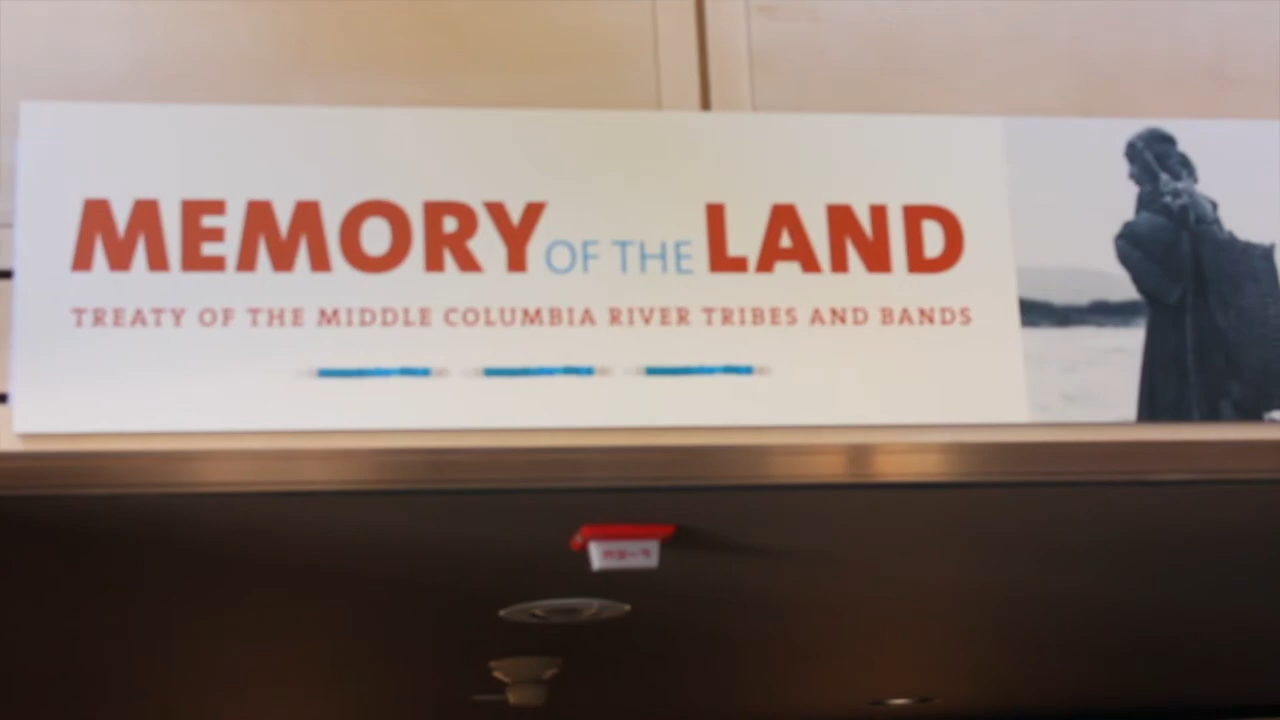 MEMORY OF THE LAND
TREATY OF THE MIDDLE COLUMBIA RIVER TRIBES AND BANDS